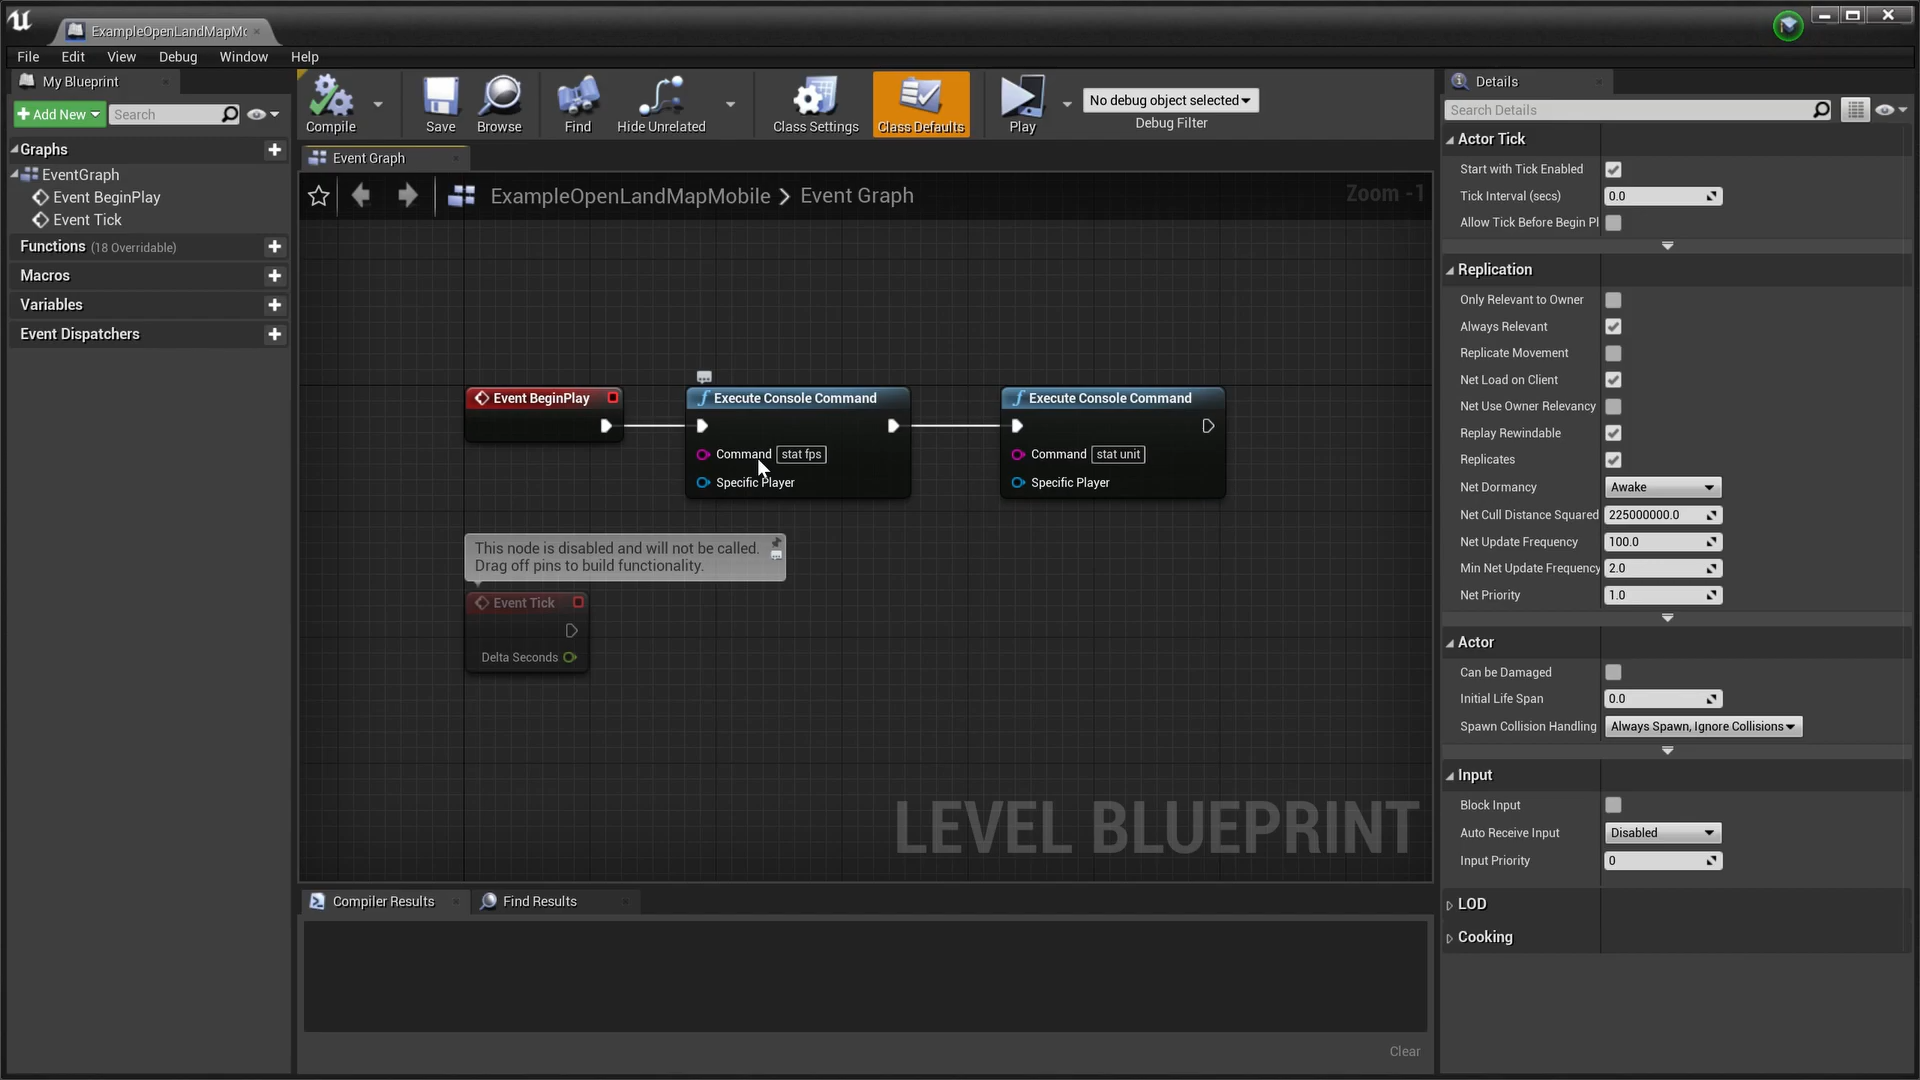 ExampleOpenLandMapMc
File Edit View Debug Window Help
My Blueprint
Add New
Search
Graphs
EventGraph
Event BeginPlay
Event Tick
Functions (18 Overridable)
Macros
Variables
Event Dispatchers
Compile
Save
Browse
Find
Hide Unrelated
Class Settings
Class Defaults
Play
No debug object selected
Debug Filter
Event Graph
ExampleOpenLandMapMobile > Event Graph
Zoom -1
Event BeginPlay
Execute Console Command
Command stat fps
Specific Player
Execute Console Command
Command stat unit
Specific Player
This node is disabled and will not be called.
Drag off pins to build functionality.
Event Tick
Delta Seconds
LEVEL BLUEPRINT
Compiler Results
Find Results
Clear
Details
Search Details
Actor Tick
Start with Tick Enabled
Tick Interval (secs) 0.0
Allow Tick Before Begin Pl
Replication
Only Relevant to Owner
Always Relevant
Replicate Movement
Net Load on Client
Net Use Owner Relevancy
Replay Rewindable
Replicates
Net Dormancy Awake
Net Cull Distance Squared 225000000.0
Net Update Frequency 100.0
Min Net Update Frequency 2.0
Net Priority 1.0
Actor
Can be Damaged
Initial Life Span 0.0
Spawn Collision Handling Always Spawn, Ignore Collisions
Input
Block Input
Auto Receive Input Disabled
Input Priority 0
LOD
Cooking